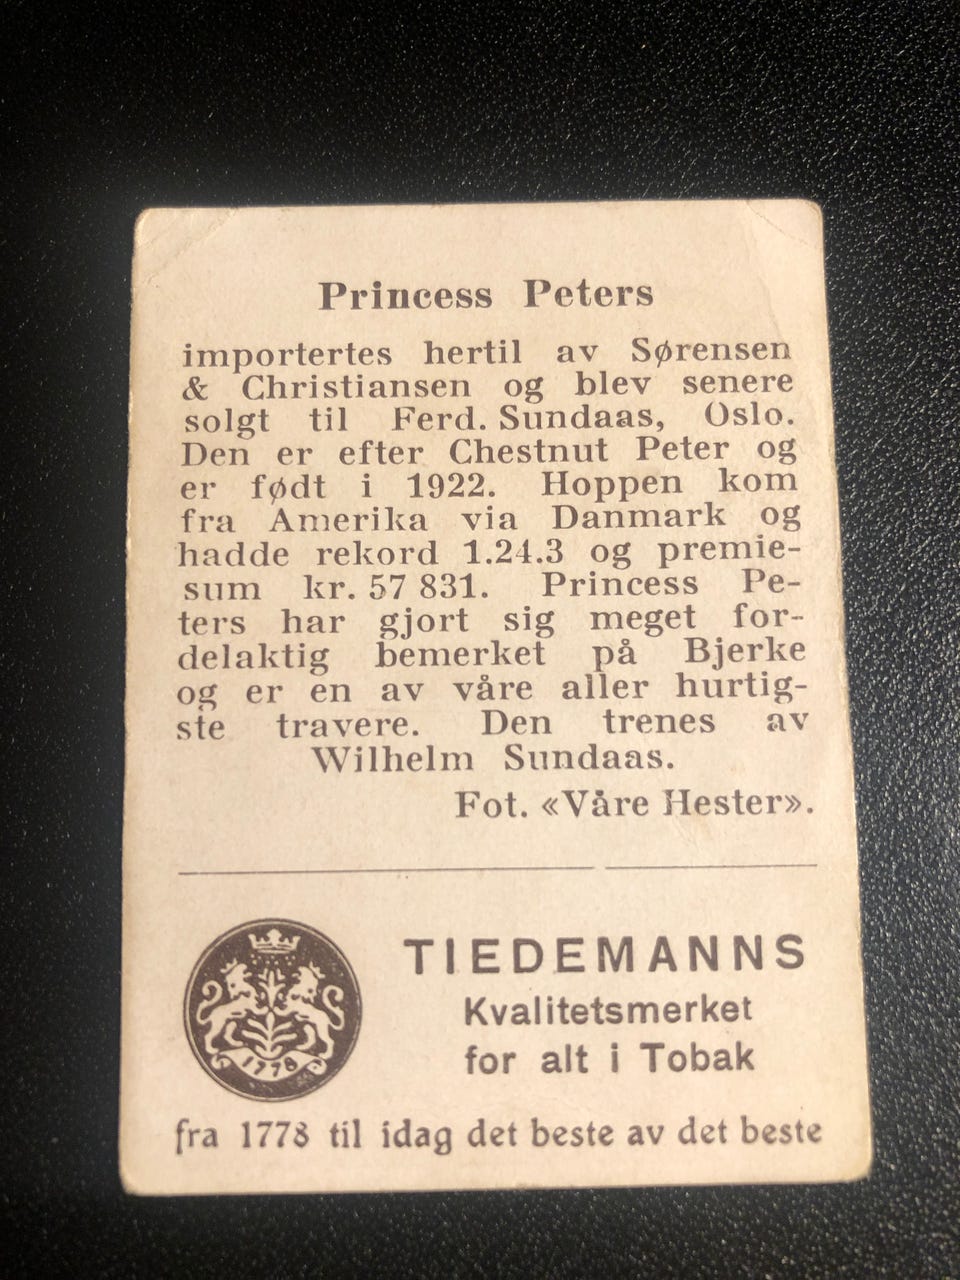 Princess Peters
importertes hertil av Sørensen
& Christiansen og blev senere
solgt til Ferd. Sundaas, Oslo.
Den er efter Chestnut Peter og
er født i 1922. Hoppen kom
fra Amerika via Danmark og
hadde rekord 1.24.3 og premie-
sum kr. 57 831. Princess Pe-
ters har gjort sig meget for-
delaktig bemerket på Bjerke
og er en av våre aller hurtig-
ste travere. Den trenes av
Wilhelm Sundaas.
Fot. «Våre Hester».
1778
TIEDEMANNS
Kvalitetsmerket
for alt i Tobak
fra 1778 til idag det beste av det beste